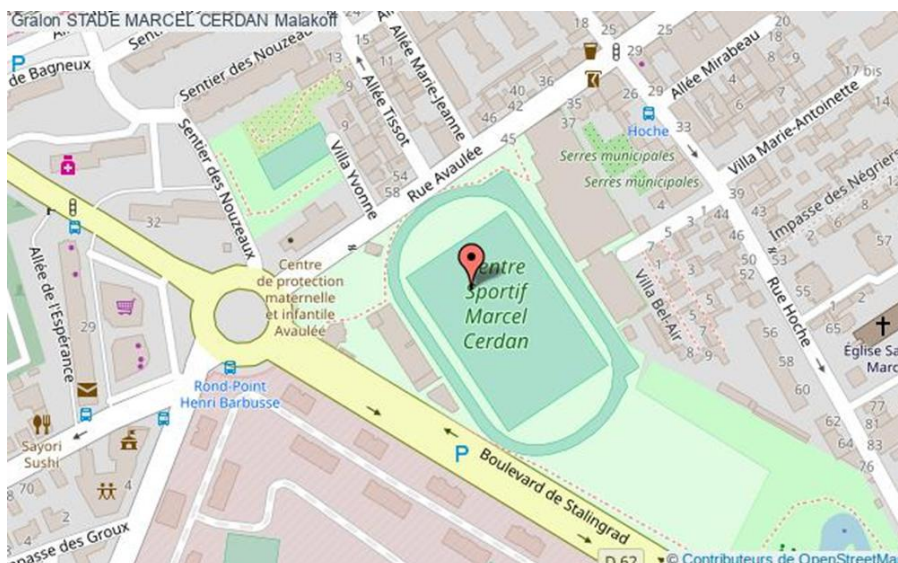 Gralon STADE MARCEL CERDAN Malakoff
P
de Bagneux
Sentier des Nouzeaux
Sentier des Nouzeaux
Allée Tissot
Allée Marie-Jeanne
Villa Yvonne
Rue Avaulée
Allée Mirabeau
17 bis
Hoche
Villa Marie-Antoinette
Serres municipales
Serres municipales
Impasse des Négriers
Allée de l'Espérance
Centre
de protection
maternelle
et infantile
Avaulée
Centre
Sportif
Marcel
Cerdan
Villa Bel-Air
Rue Hoche
Église Sa
Marc
Rond-Point
Henri Barbusse
Sayori
Sushi
P
Boulevard de Stalingrad
passe des Groux
D 62
© Contributeurs de OpenStreetMa